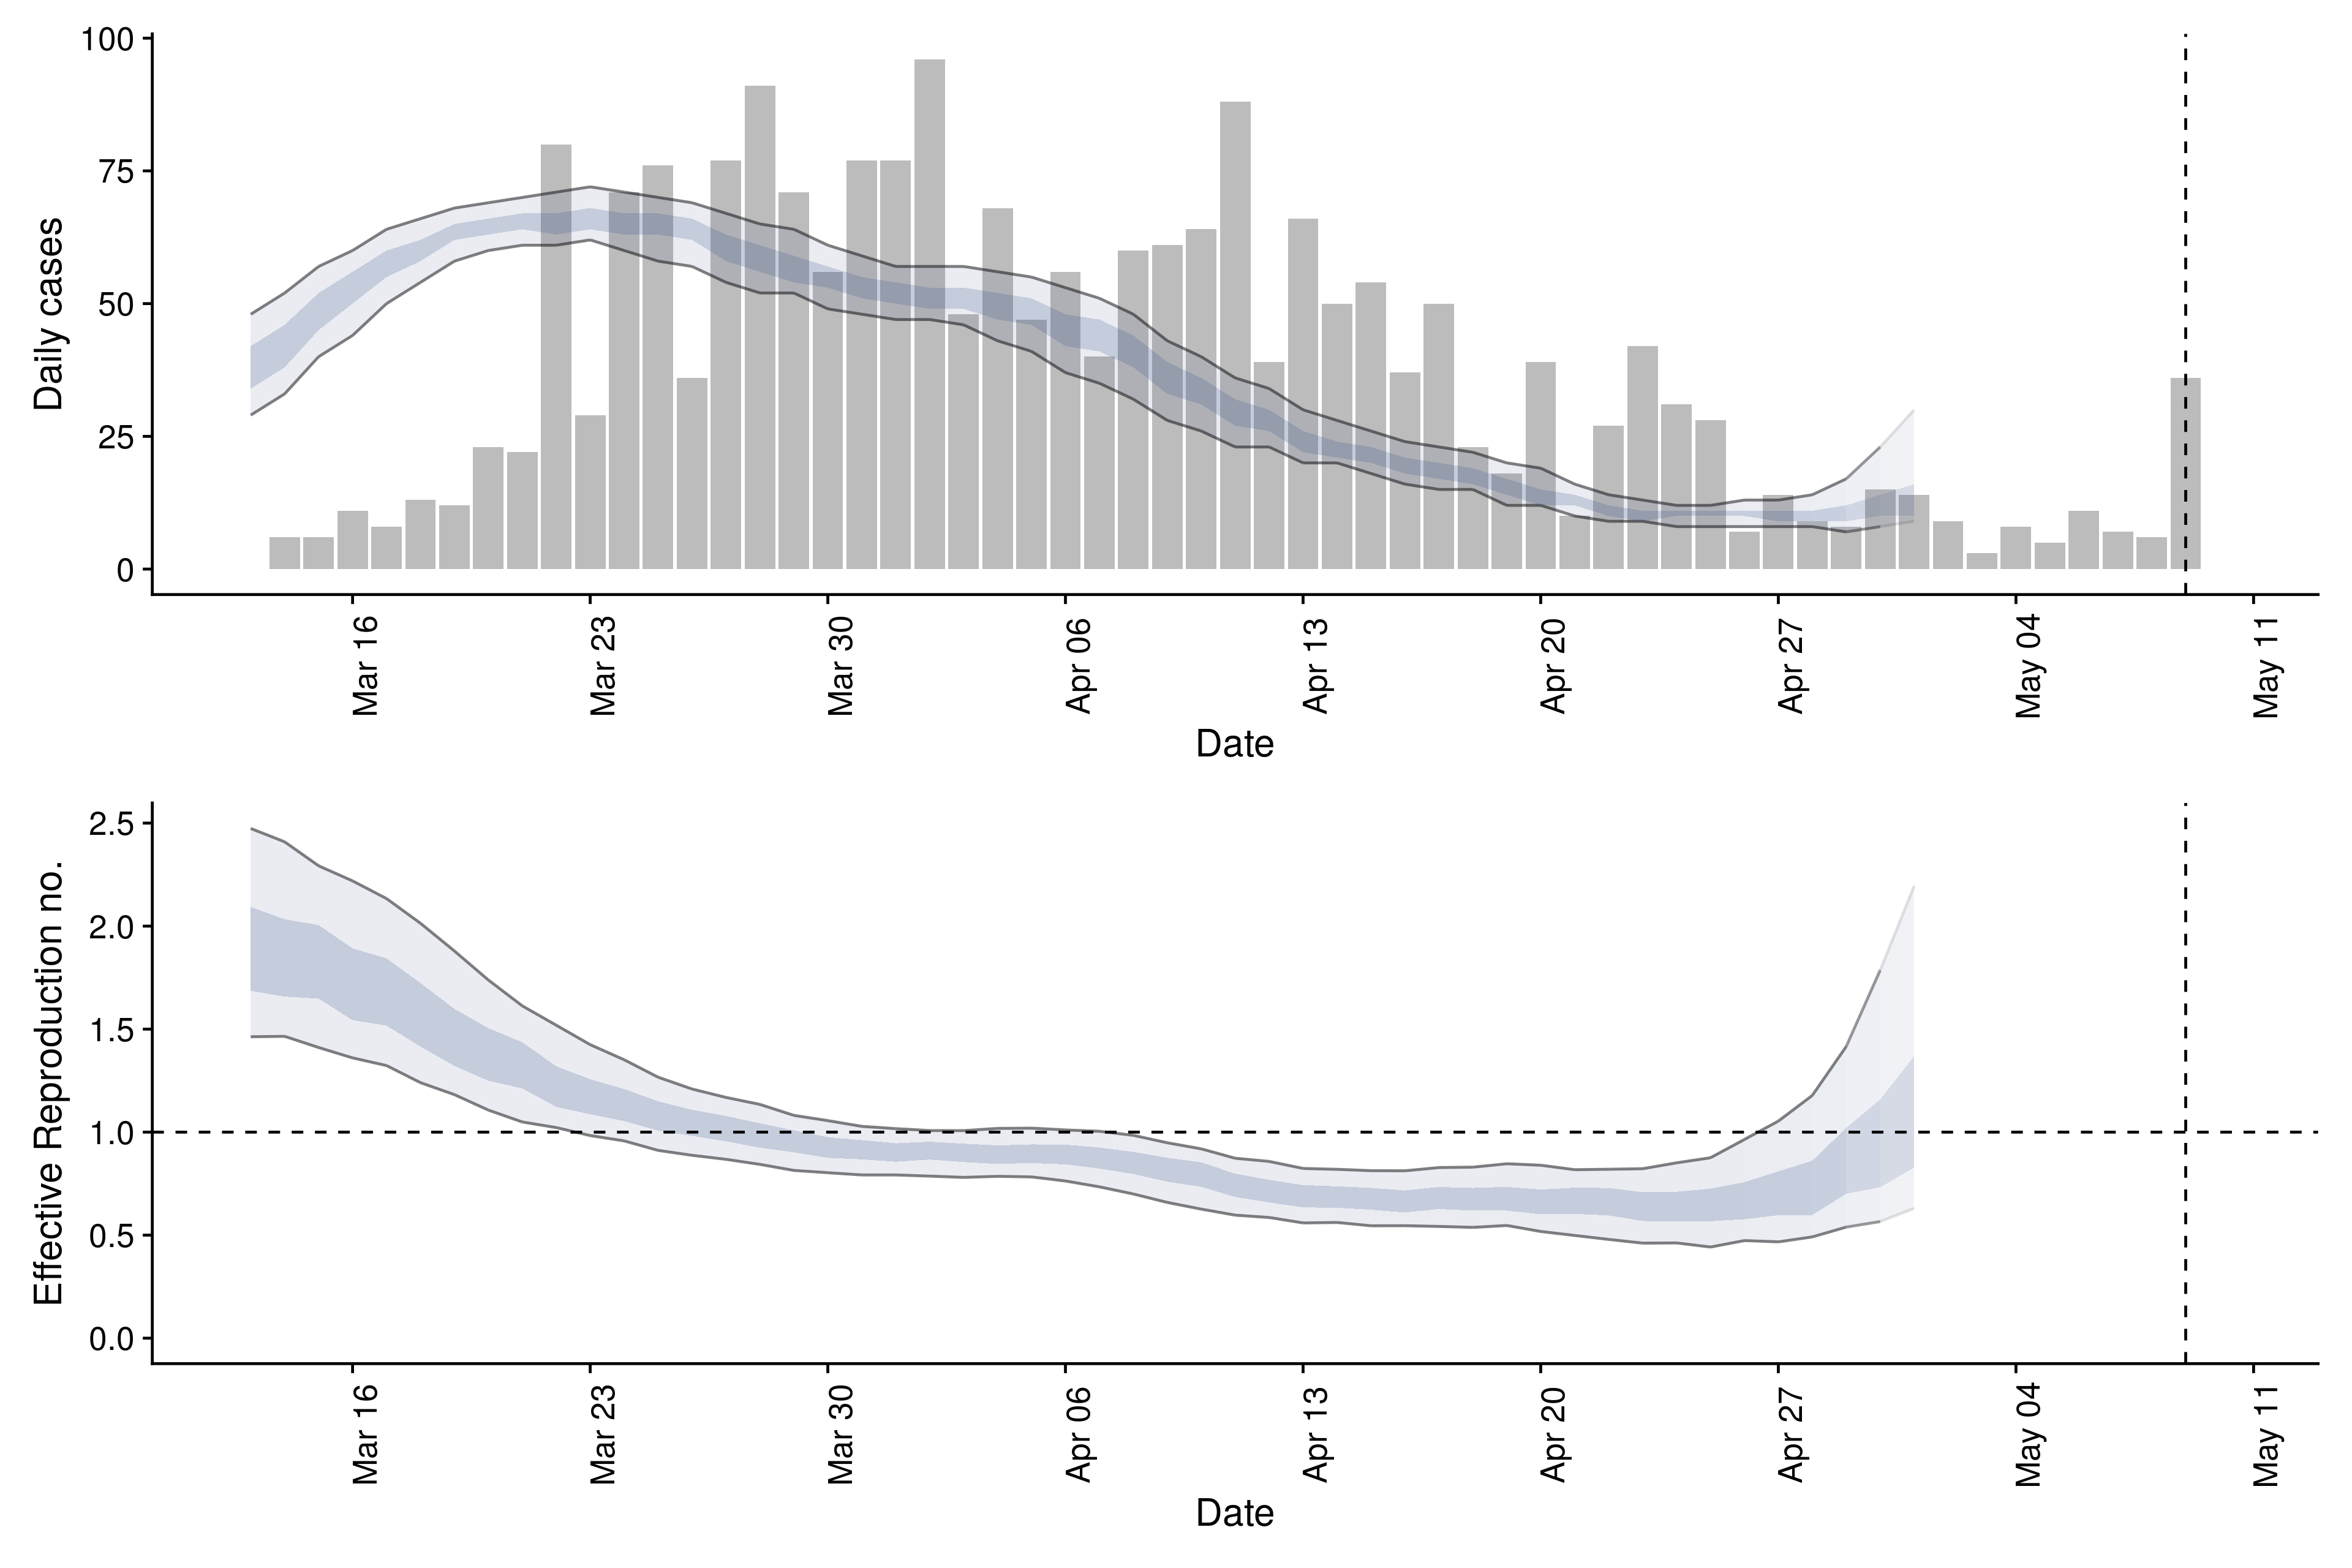 Daily cases
100
75
50
25
0
Mar 16
Mar 23
Mar 30
Apr 06
Apr 13
Apr 20
Apr 27
May 04
May 11
Date
Effective Reproduction no.
2.5
2.0
1.5
1.0
0.5
0.0
Mar 16
Mar 23
Mar 30
Apr 06
Apr 13
Apr 20
Apr 27
May 04
May 11
Date